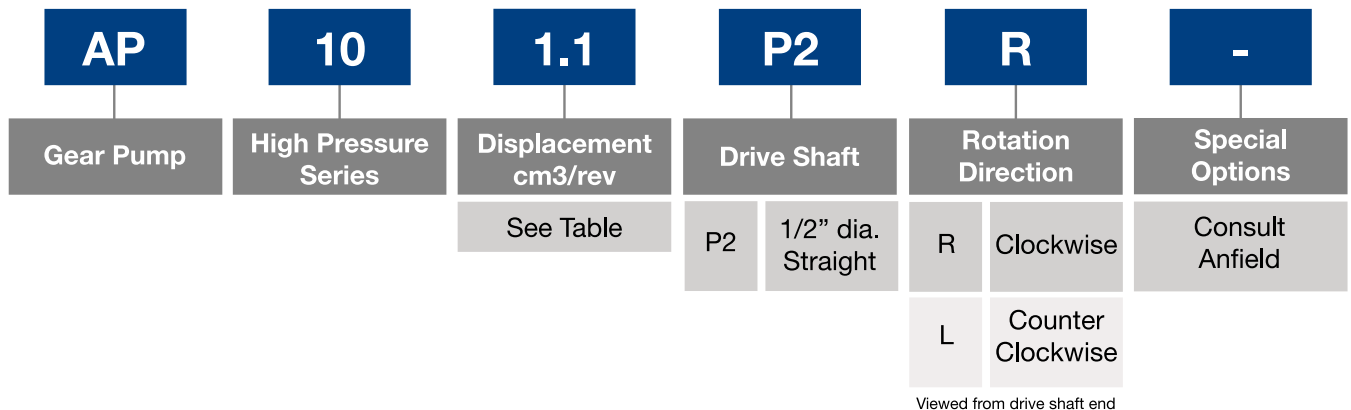 AP 10 1.1 P2 R -
Gear Pump
High Pressure
Series
Displacement
cm3/rev
Drive Shaft
Rotation
Direction
Special
Options
See Table
P2
1/2” dia.
Straight
R
Clockwise
Consult
Anfield
L
Counter
Clockwise
Viewed from drive shaft end